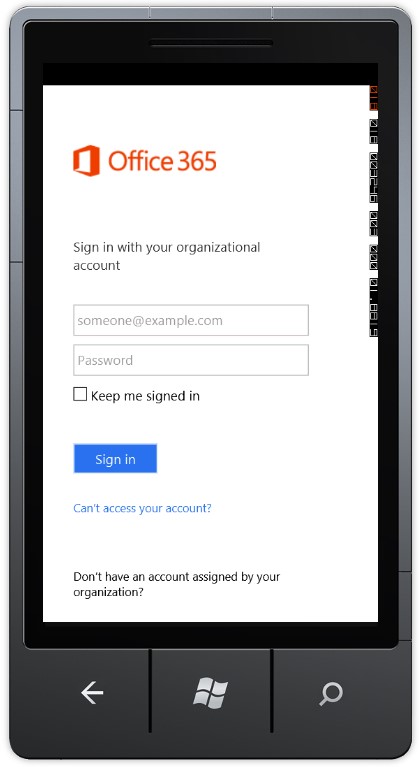 Office 365
Sign in with your organizational
account
someone@example.com
Password
Keep me signed in
Sign in
Can't access your account?
Don't have an account assigned by your
organization?